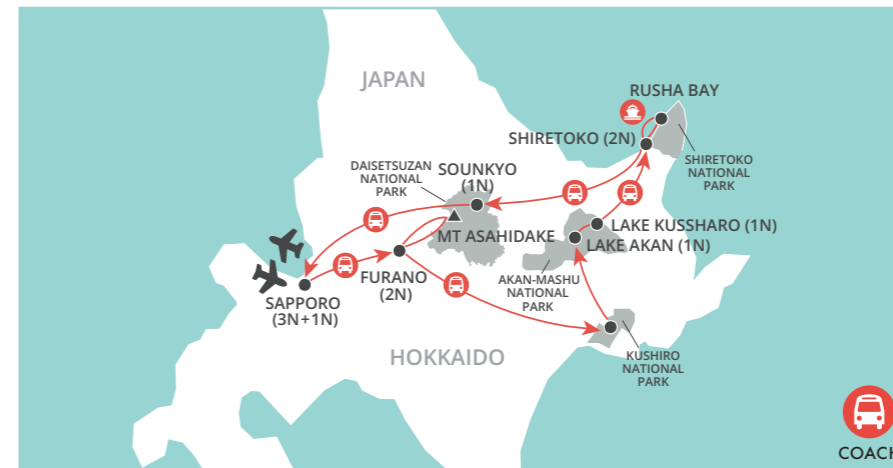 JAPAN
RUSHA BAY
SHIRETOKO (2N)
SHIRETOKO
NATIONAL
PARK
DAISETSUZAN
NATIONAL
PARK
SOUNKYO
(1N)
MT ASAHIDAKE
LAKE KUSSHARO (1N)
LAKE AKAN (1N)
AKAN-MASHU
NATIONAL
PARK
FURANO
(2N)
SAPPORO
(3N+1N)
HOKKAIDO
KUSHIRO
NATIONAL
PARK
COACH